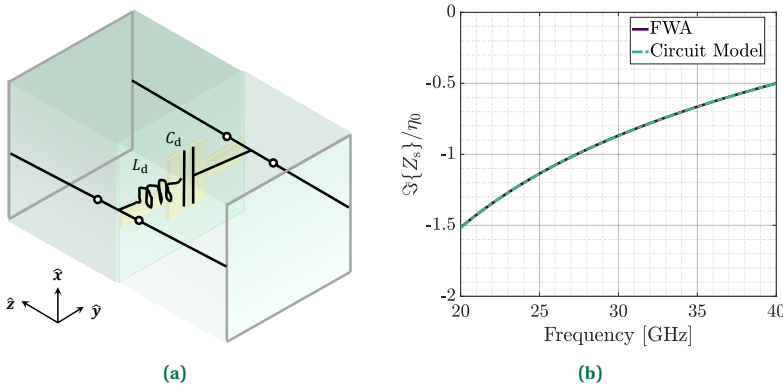 C_d
L_d
x̂
ẑ
ŷ
(a)
0
-0.5
-1
-1.5
-2
ℑ{Z_s}/η_0
FWA
Circuit Model
20
25
30
35
40
Frequency [GHz]
(b)